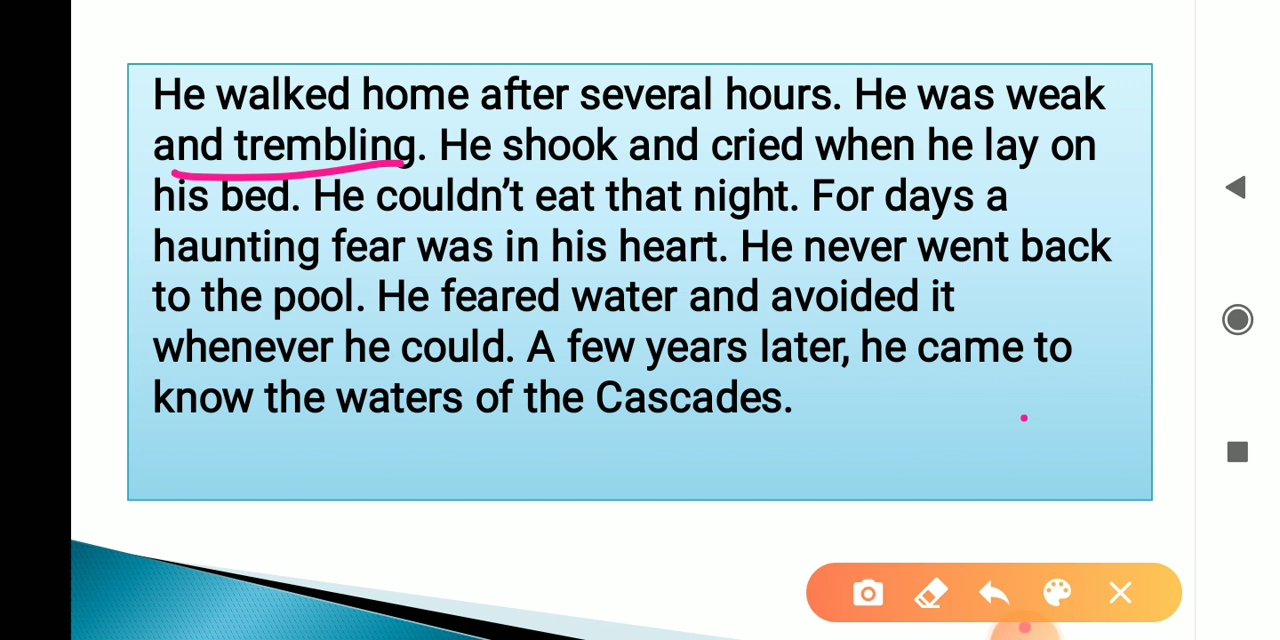 He walked home after several hours. He was weak
and trembling. He shook and cried when he lay on
his bed. He couldn’t eat that night. For days a
haunting fear was in his heart. He never went back
to the pool. He feared water and avoided it
whenever he could. A few years later, he came to
know the waters of the Cascades.